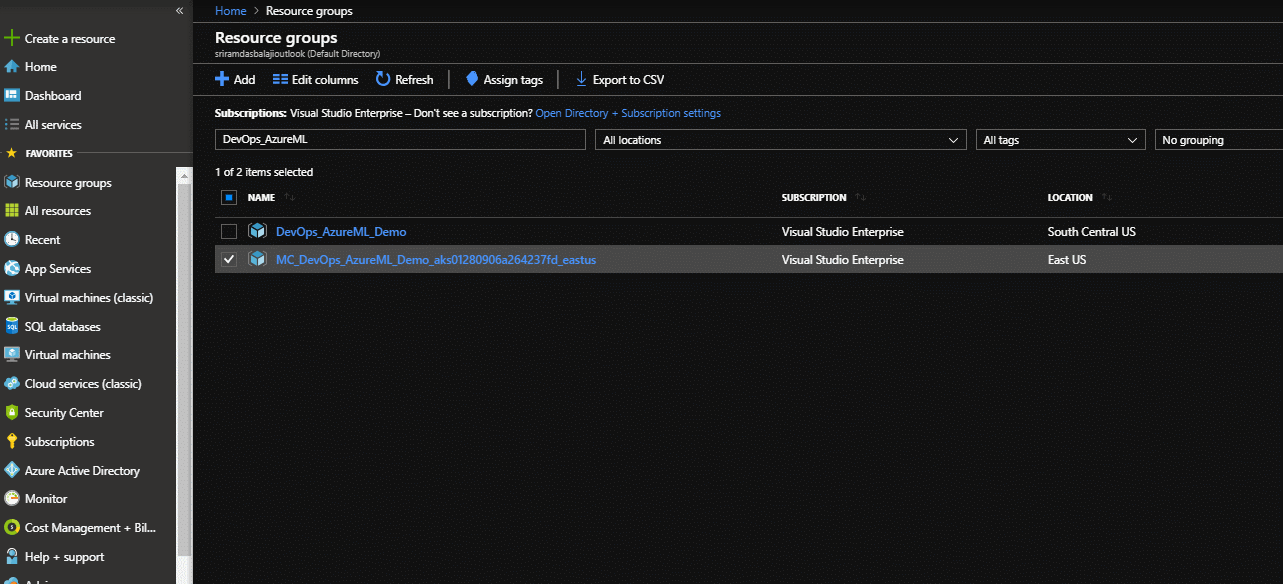 «
Create a resource
Home
Dashboard
All services
FAVORITES
Resource groups
All resources
Recent
App Services
Virtual machines (classic)
SQL databases
Virtual machines
Cloud services (classic)
Security Center
Subscriptions
Azure Active Directory
Monitor
Cost Management + Bil...
Help + support
Home > Resource groups
Resource groups
sriramdasbalajioutlook (Default Directory)
Add Edit columns Refresh Assign tags Export to CSV
Subscriptions: Visual Studio Enterprise – Don't see a subscription? Open Directory + Subscription settings
DevOps_AzureML All locations All tags No grouping
1 of 2 items selected
NAME SUBSCRIPTION LOCATION
DevOps_AzureML_Demo Visual Studio Enterprise South Central US
MC_DevOps_AzureML_Demo_aks01280906a264237fd_eastus Visual Studio Enterprise East US